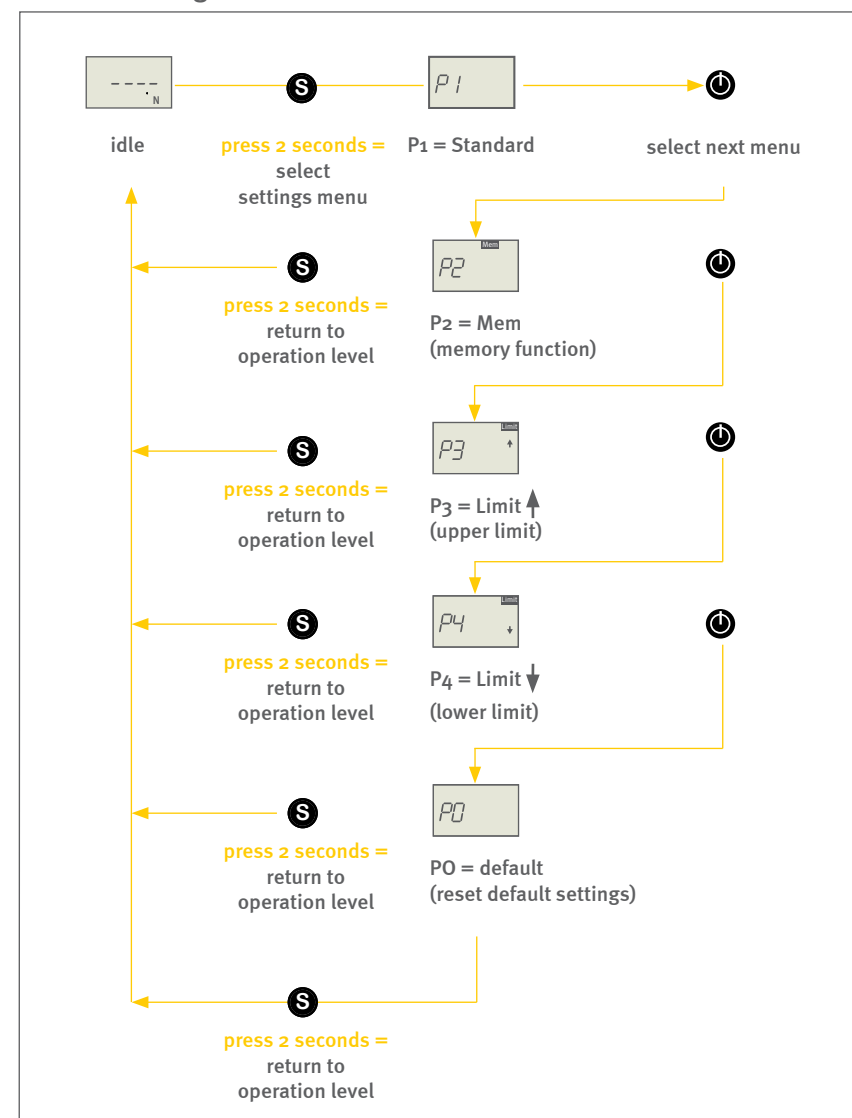 - - - -
N
S
P1
idle
press 2 seconds =
select
settings menu
P1 = Standard
select next menu
Mem
P2
S
press 2 seconds =
return to
operation level
P2 = Mem
(memory function)
Limit
P3
S
press 2 seconds =
return to
operation level
P3 = Limit
(upper limit)
Limit
P4
S
press 2 seconds =
return to
operation level
P4 = Limit
(lower limit)
P0
S
press 2 seconds =
return to
operation level
PO = default
(reset default settings)
S
press 2 seconds =
return to
operation level